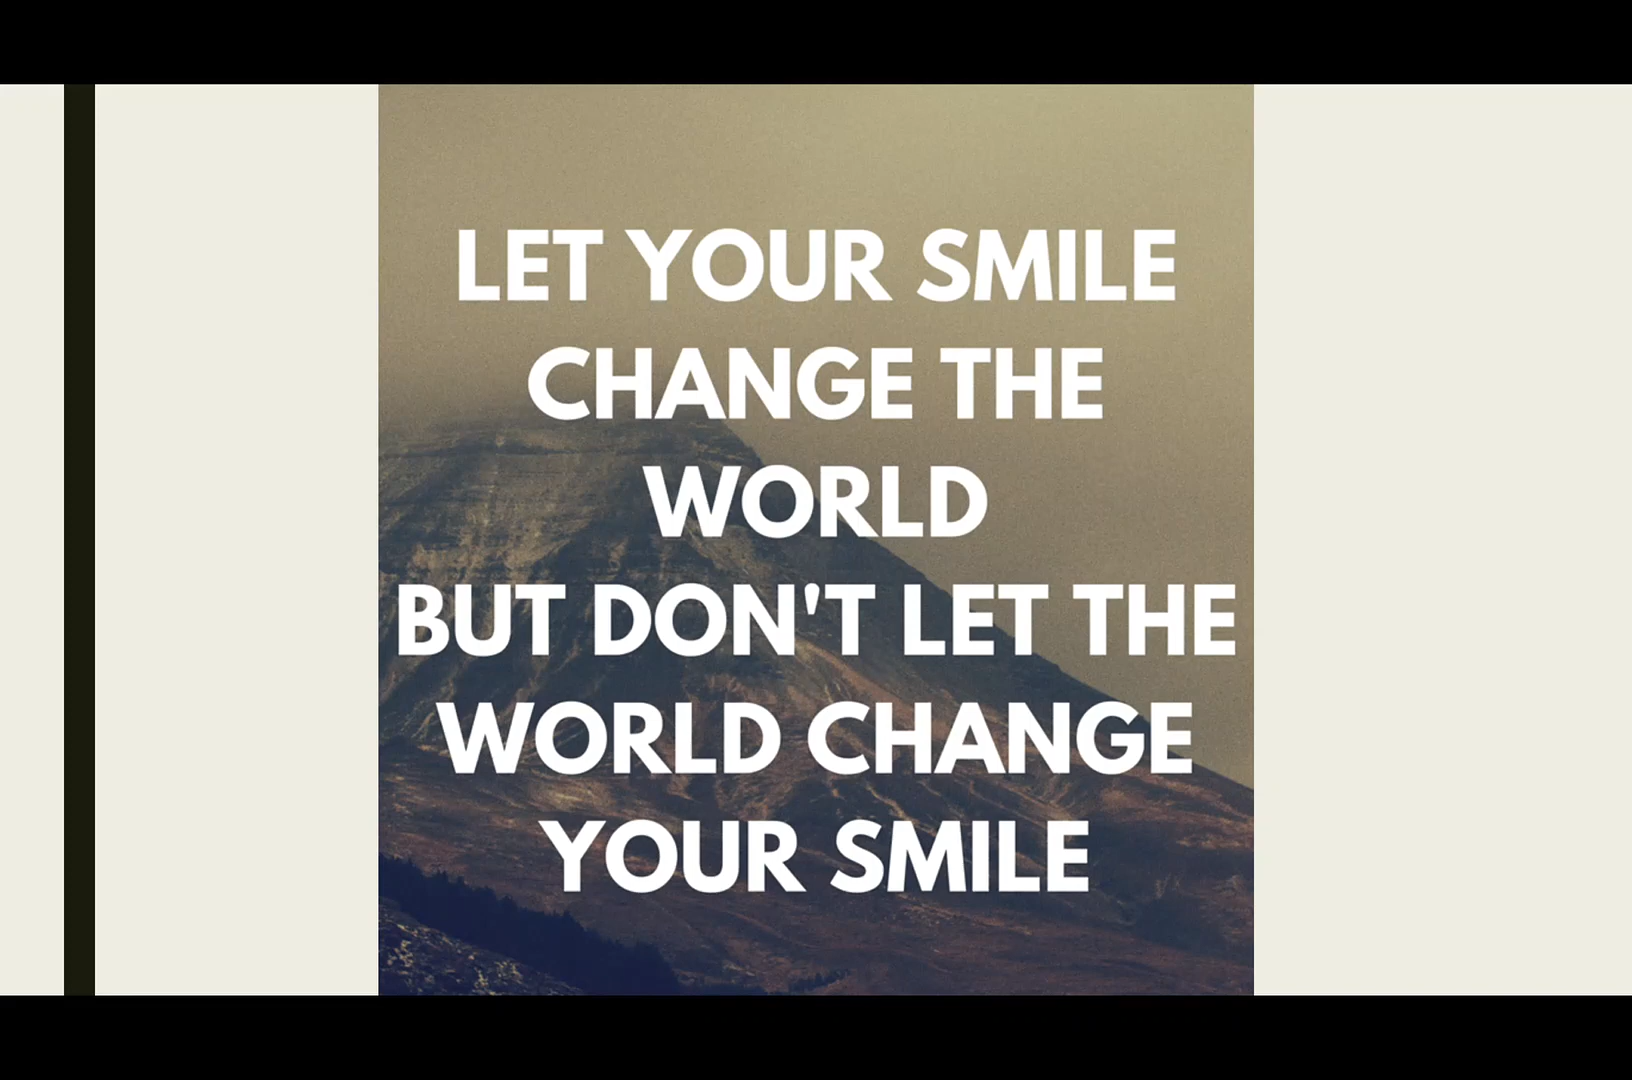 LET YOUR SMILE
CHANGE THE
WORLD
BUT DON'T LET THE
WORLD CHANGE
YOUR SMILE